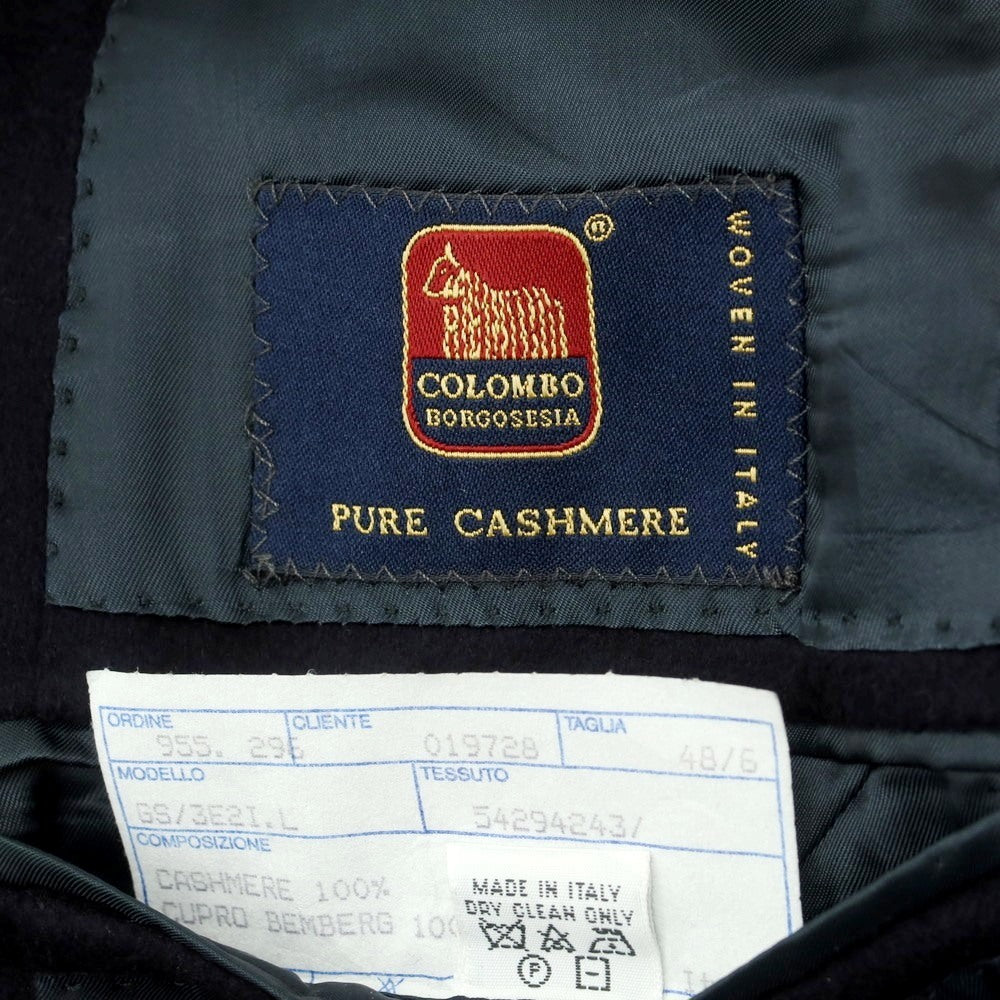 ®
COLOMBO
BORGOSESIA
PURE CASHMERE
WOVEN IN ITALY
ORDINE
955. 296
CLIENTE
019728
TAGLIA
48/6
MODELLO
GS/3E2I.L
TESSUTO
54294243/
COMPOSIZIONE
CASHMERE 100%
CUPRO BEMBERG 100
MADE IN ITALY
DRY CLEAN ONLY
P